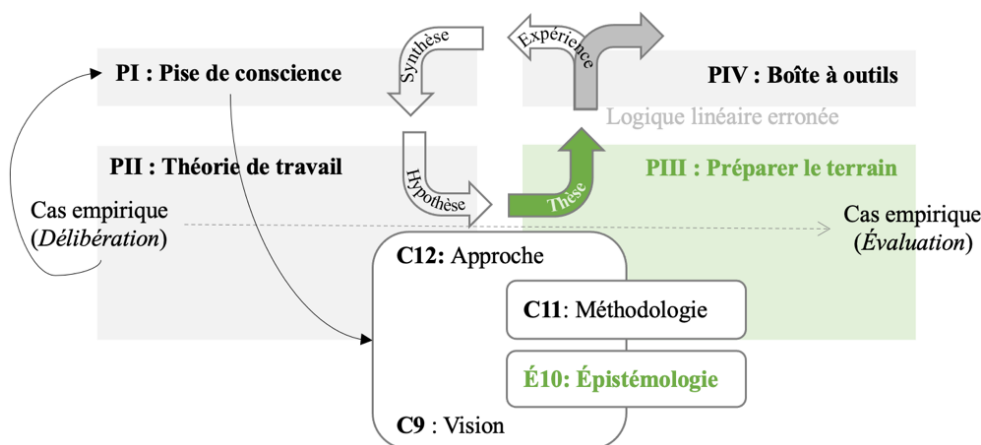 Synthèse
Expérience
PI : Pise de conscience
PIV : Boîte à outils
Logique linéaire erronée
PII : Théorie de travail
Hypothèse
Thèse
PIII : Préparer le terrain
Cas empirique
(Délibération)
Cas empirique
(Évaluation)
C12: Approche
C11: Méthodologie
É10: Épistémologie
C9 : Vision